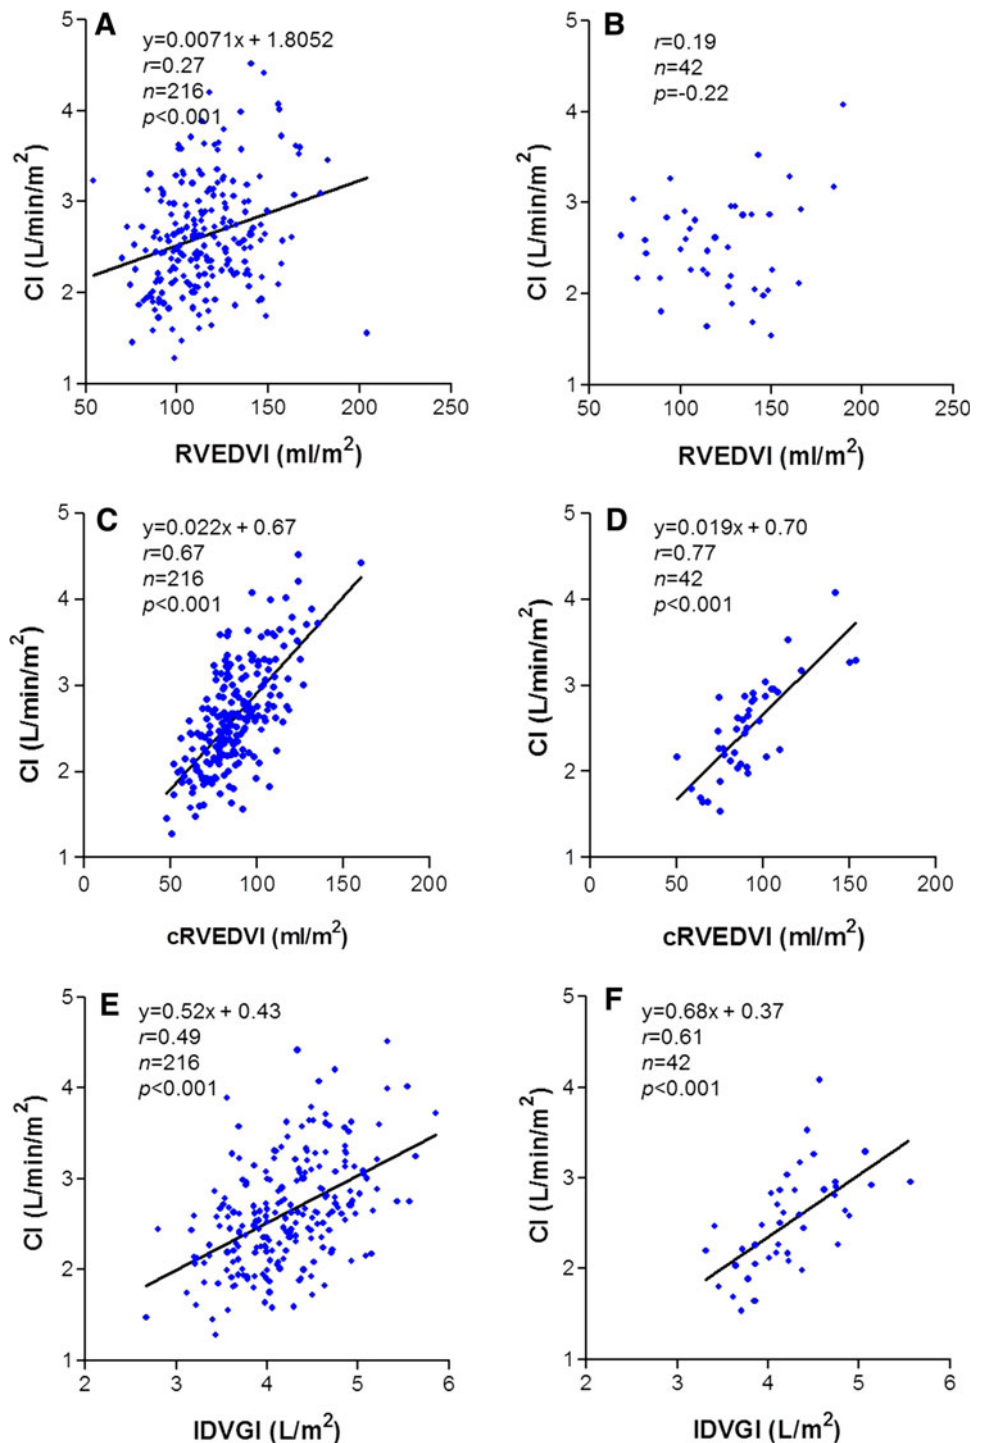 A
y=0.0071x + 1.8052
r=0.27
n=216
p<0.001
CI (L/min/m²)
5
4
3
2
1
50 100 150 200 250
RVEDVI (ml/m²)
B
r=0.19
n=42
p=-0.22
CI (L/min/m²)
5
4
3
2
1
50 100 150 200 250
RVEDVI (ml/m²)
C
y=0.022x + 0.67
r=0.67
n=216
p<0.001
CI (L/min/m²)
5
4
3
2
1
0 50 100 150 200
cRVEDVI (ml/m²)
D
y=0.019x + 0.70
r=0.77
n=42
p<0.001
CI (L/min/m²)
5
4
3
2
1
0 50 100 150 200
cRVEDVI (ml/m²)
E
y=0.52x + 0.43
r=0.49
n=216
p<0.001
CI (L/min/m²)
5
4
3
2
1
2 3 4 5 6
IDVGI (L/m²)
F
y=0.68x + 0.37
r=0.61
n=42
p<0.001
CI (L/min/m²)
5
4
3
2
1
2 3 4 5 6
IDVGI (L/m²)